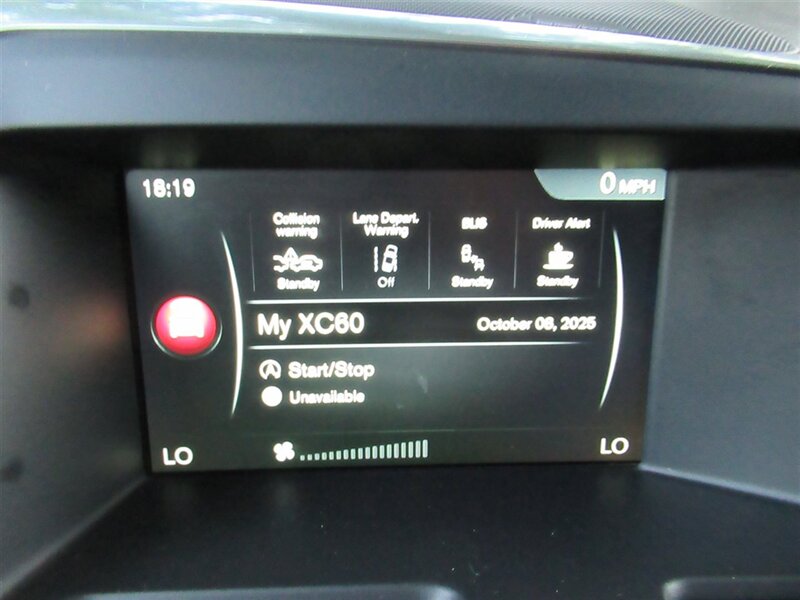 18:19
0 MPH
Collision warning
Standby
Lane Depart. Warning
Off
BLIS
Standby
Driver Alert
Standby
My XC60
October 08, 2025
Start/Stop
Unavailable
LO
LO